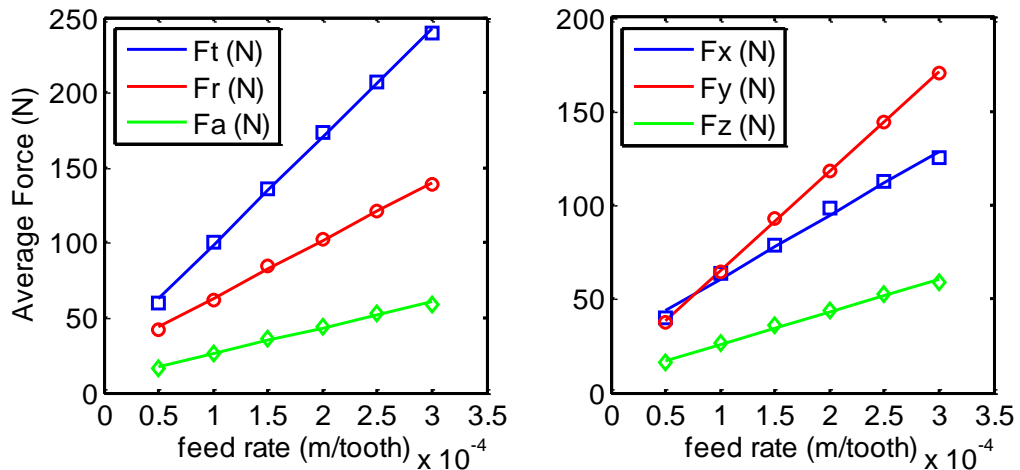 Average Force (N)
250
200
150
100
50
0
Ft (N)
Fr (N)
Fa (N)
0 0.5 1 1.5 2 2.5 3 3.5
feed rate (m/tooth) x 10⁻⁴
200
150
100
50
0
Fx (N)
Fy (N)
Fz (N)
0 0.5 1 1.5 2 2.5 3 3.5
feed rate (m/tooth) x 10⁻⁴